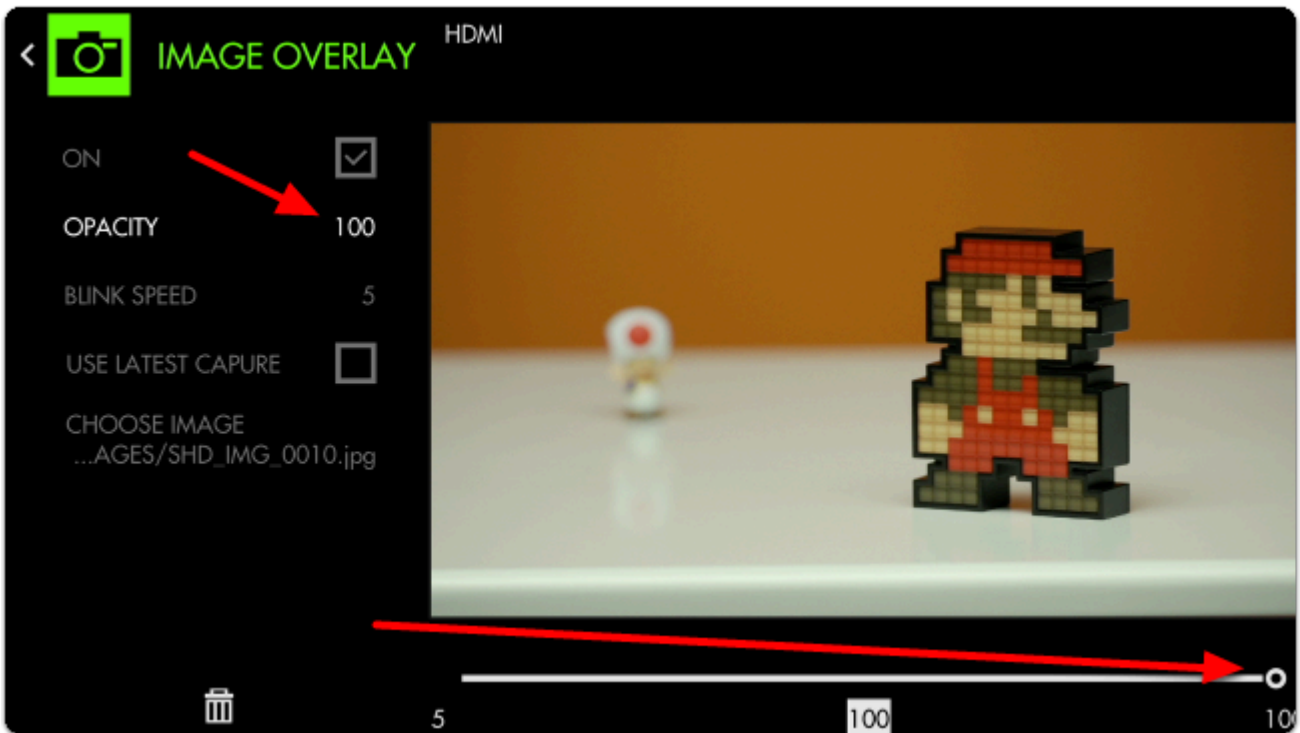 IMAGE OVERLAY
HDMI
ON
OPACITY 100
BLINK SPEED 5
USE LATEST CAPURE
CHOOSE IMAGE
...AGES/SHD_IMG_0010.jpg
5 100 100